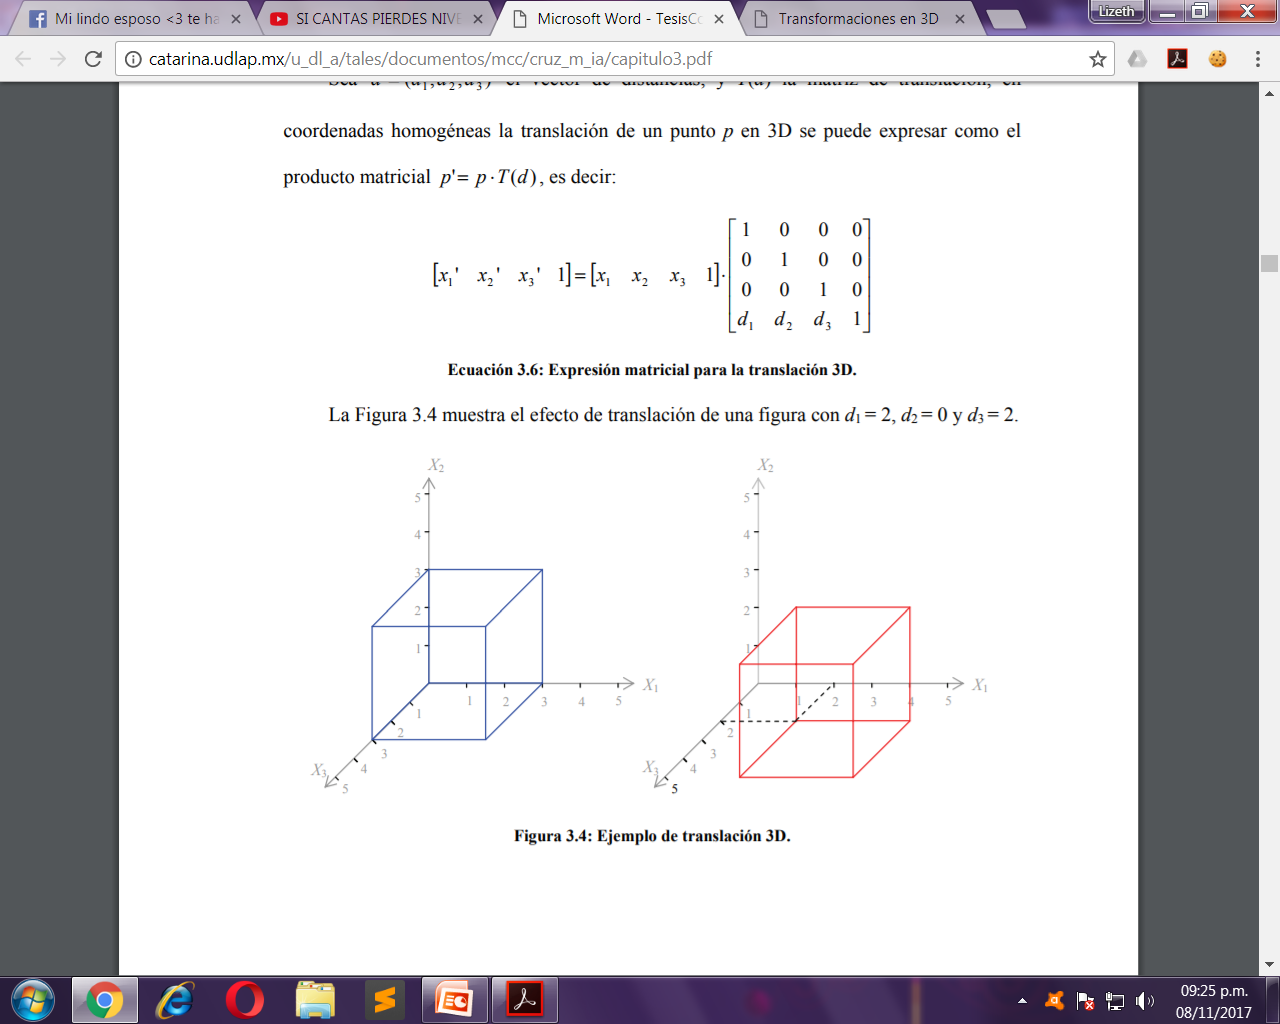 Mi lindo esposo <3 te ha
SI CANTAS PIERDES NIVE
Microsoft Word - TesisCo
Transformaciones en 3D
Lizeth
catarina.udlap.mx/u_dl_a/tales/documentos/mcc/cruz_m_ia/capitulo3.pdf
coordenadas homogéneas la translación de un punto p en 3D se puede expresar como el
producto matricial p'= p · T(d), es decir:
[x₁' x₂' x₃' 1]=[x₁ x₂ x₃ 1]·
1 0 0 0
0 1 0 0
0 0 1 0
d₁ d₂ d₃ 1
Ecuación 3.6: Expresión matricial para la translación 3D.
La Figura 3.4 muestra el efecto de translación de una figura con d₁ = 2, d₂ = 0 y d₃ = 2.
X₂
5
4
3
2
1
1 2 3 4 5 X₁
1
2
3
4
5
X₃
X₂
5
4
3
2
1
1 2 3 4 5 X₁
1
2
3
4
5
X₃
Figura 3.4: Ejemplo de translación 3D.
09:25 p.m.
08/11/2017